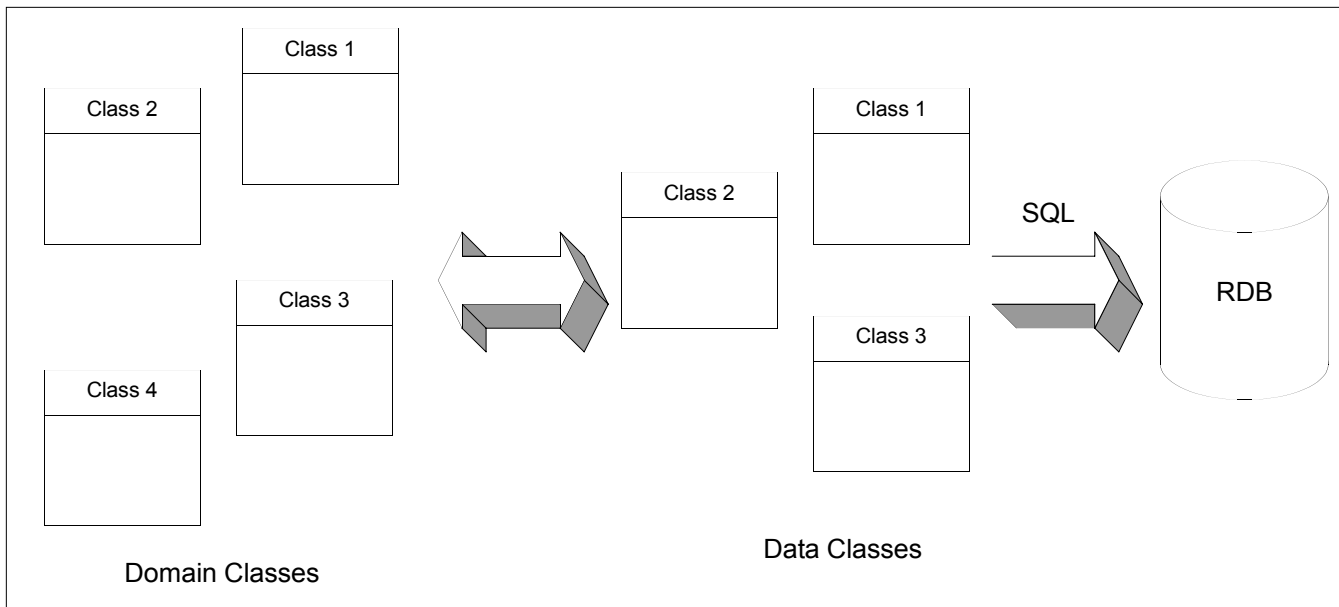 Class 1
Class 2
Class 3
Class 4
Domain Classes
Class 1
Class 2
Class 3
Data Classes
SQL
RDB